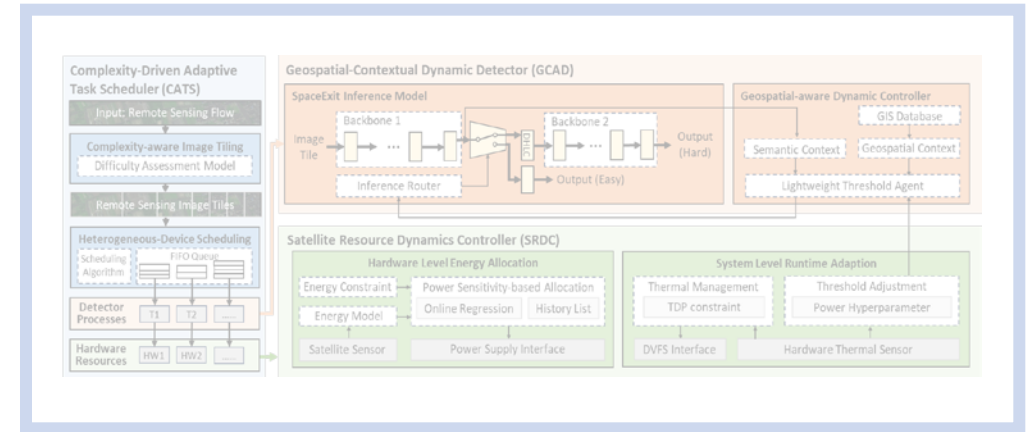 Complexity-Driven Adaptive
Task Scheduler (CATS)
Input: Remote Sensing Flow
Complexity-aware Image Tiling
Difficulty Assessment Model
Remote Sensing Image Tiles
Heterogeneous-Device Scheduling
Scheduling
Algorithm
FIFO Queue
Detector
Processes
T1
T2
......
Hardware
Resources
HW1
HW2
......
Geospatial-Contextual Dynamic Detector (GCAD)
SpaceExit Inference Model
Image
Tile
Backbone 1
...
DHLC
Backbone 2
...
Output
(Hard)
Output (Easy)
Inference Router
Geospatial-aware Dynamic Controller
GIS Database
Semantic Context
Geospatial Context
Lightweight Threshold Agent
Satellite Resource Dynamics Controller (SRDC)
Hardware Level Energy Allocation
Energy Constraint
Energy Model
Power Sensitivity-based Allocation
Online Regression
History List
Satellite Sensor
Power Supply Interface
System Level Runtime Adaption
Thermal Management
TDP constraint
Threshold Adjustment
Power Hyperparameter
DVFS Interface
Hardware Thermal Sensor